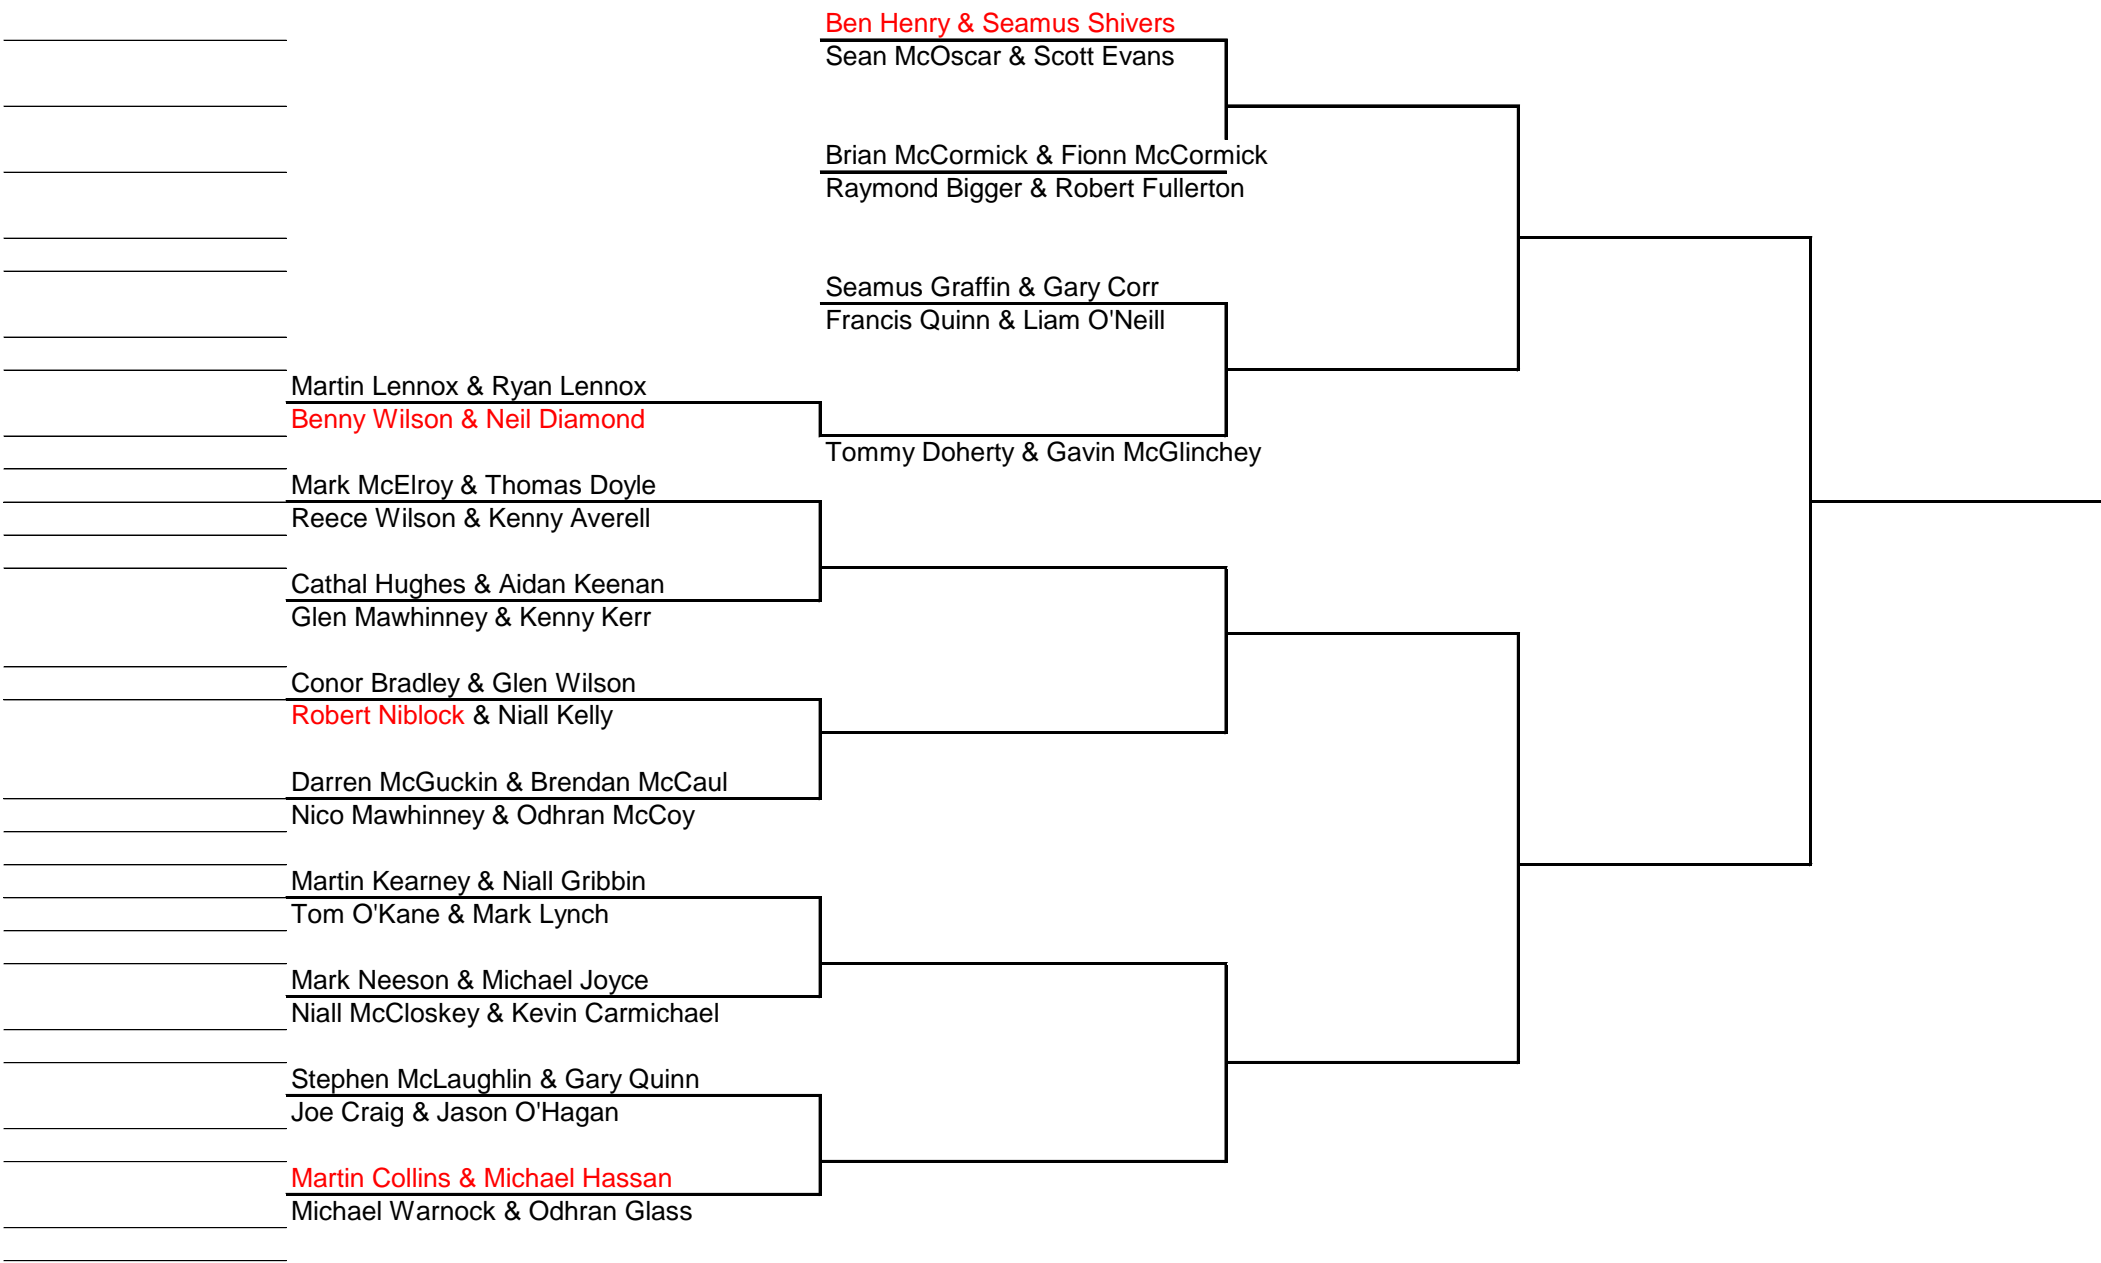 Ben Henry & Seamus Shivers
Sean McOscar & Scott Evans
Brian McCormick & Fionn McCormick
Raymond Bigger & Robert Fullerton
Seamus Graffin & Gary Corr
Francis Quinn & Liam O'Neill
Martin Lennox & Ryan Lennox
Benny Wilson & Neil Diamond
Tommy Doherty & Gavin McGlinchey
Mark McElroy & Thomas Doyle
Reece Wilson & Kenny Averell
Cathal Hughes & Aidan Keenan
Glen Mawhinney & Kenny Kerr
Conor Bradley & Glen Wilson
Robert Niblock & Niall Kelly
Darren McGuckin & Brendan McCaul
Nico Mawhinney & Odhran McCoy
Martin Kearney & Niall Gribbin
Tom O'Kane & Mark Lynch
Mark Neeson & Michael Joyce
Niall McCloskey & Kevin Carmichael
Stephen McLaughlin & Gary Quinn
Joe Craig & Jason O'Hagan
Martin Collins & Michael Hassan
Michael Warnock & Odhran Glass